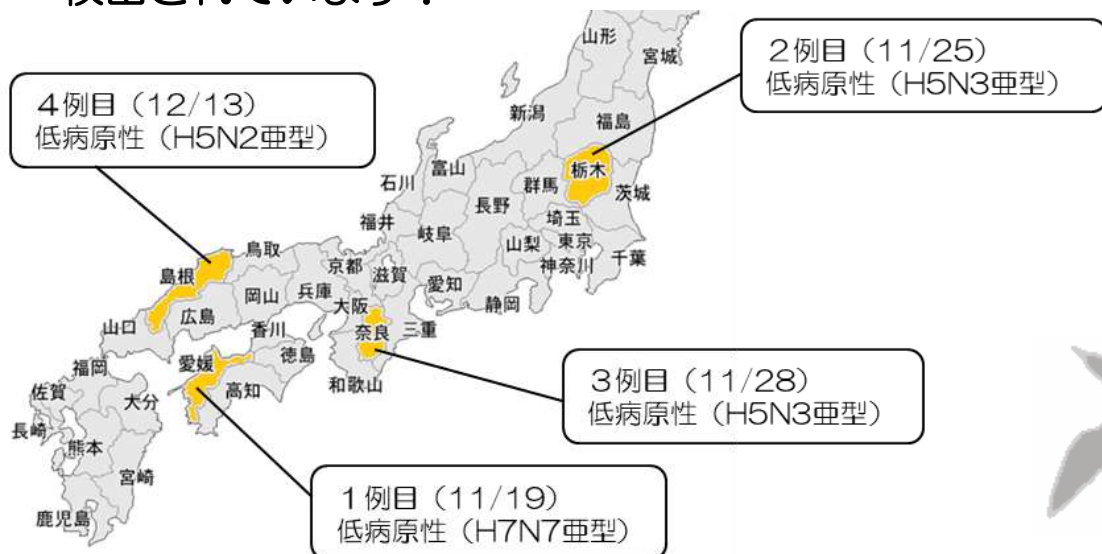 検出されています！
2例目（11/25）
低病原性（H5N3亜型）
4例目（12/13）
低病原性（H5N2亜型）
山形
宮城
新潟
福島
栃木
富山
石川
群馬
茨城
長野
福井
埼玉
岐阜
山梨
東京
千葉
神奈川
鳥取
京都
滋賀
愛知
静岡
島根
岡山
兵庫
大阪
三重
山口
広島
奈良
香川
和歌山
愛媛
徳島
高知
福岡
佐賀
大分
長崎
熊本
宮崎
鹿児島
3例目（11/28）
低病原性（H5N3亜型）
1例目（11/19）
低病原性（H7N7亜型）